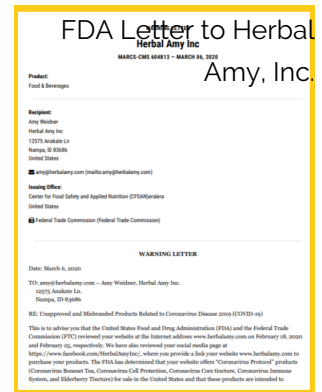 FDA Letter to Herbal
Amy, Inc.
WARNING LETTER
Herbal Amy Inc
MARCS-CMS 604813 — MARCH 06, 2020
Product:
Food & Beverages
Recipient:
Amy Weidner
Herbal Amy Inc
12575 Anakate Ln
Nampa, ID 83686
United States
amy@herbalamy.com (mailto:amy@herbalamy.com)
Issuing Office:
Center for Food Safety and Applied Nutrition (CFSAN)eralera
United States
Federal Trade Commission (Federal Trade Commission)
WARNING LETTER
Date: March 6, 2020
TO: amy@herbalamy.com – Amy Weidner, Herbal Amy Inc.
12575 Anakate Ln.
Nampa, ID 83686
RE: Unapproved and Misbranded Products Related to Coronavirus Disease 2019 (COVID-19)
This is to advise you that the United States Food and Drug Administration (FDA) and the Federal Trade
Commission (FTC) reviewed your website at the Internet address www.herbalamy.com on February 18, 2020
and February 25, respectively. We have also reviewed your social media page at
https://www.facebook.com/HerbalAmyInc/, where you provide a link your website www.herbalamy.com to
purchase your products. The FDA has determined that your website offers "Coronavirus Protocol" products
(Coronavirus Boneset Tea, Coronavirus Cell Protection, Coronavirus Core tincture, Coronavirus Immune
System, and Elderberry Tincture) for sale in the United States and that these products are intended to